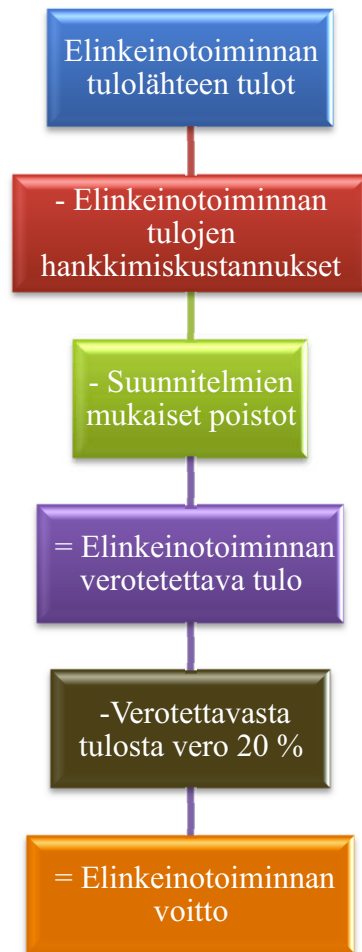 Elinkeinotoiminnan
tulolähteen tulot
- Elinkeinotoiminnan
tulojen
hankkimiskustannukset
- Suunnitelmien
mukaiset poistot
= Elinkeinotoiminnan
verotetettava tulo
-Verotettavasta
tulosta vero 20 %
= Elinkeinotoiminnan
voitto